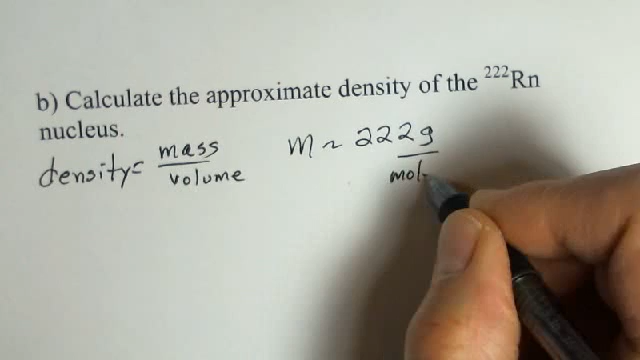 b) Calculate the approximate density of the ²²²Rn
nucleus.
density = mass / volume m ~ 222g / mol